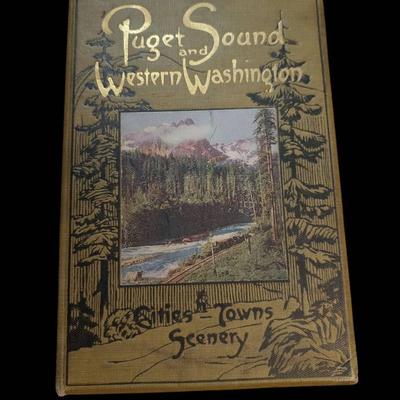 Puget Sound
and
Western Washington
Cities – Towns
Scenery